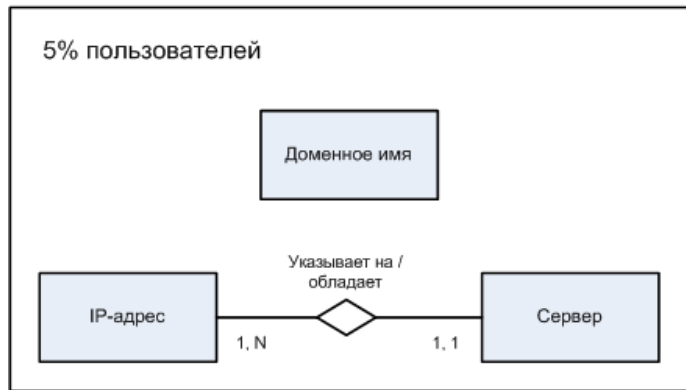 5% пользователей
Доменное имя
Указывает на /
обладает
IP-адрес
Сервер
1, N
1, 1